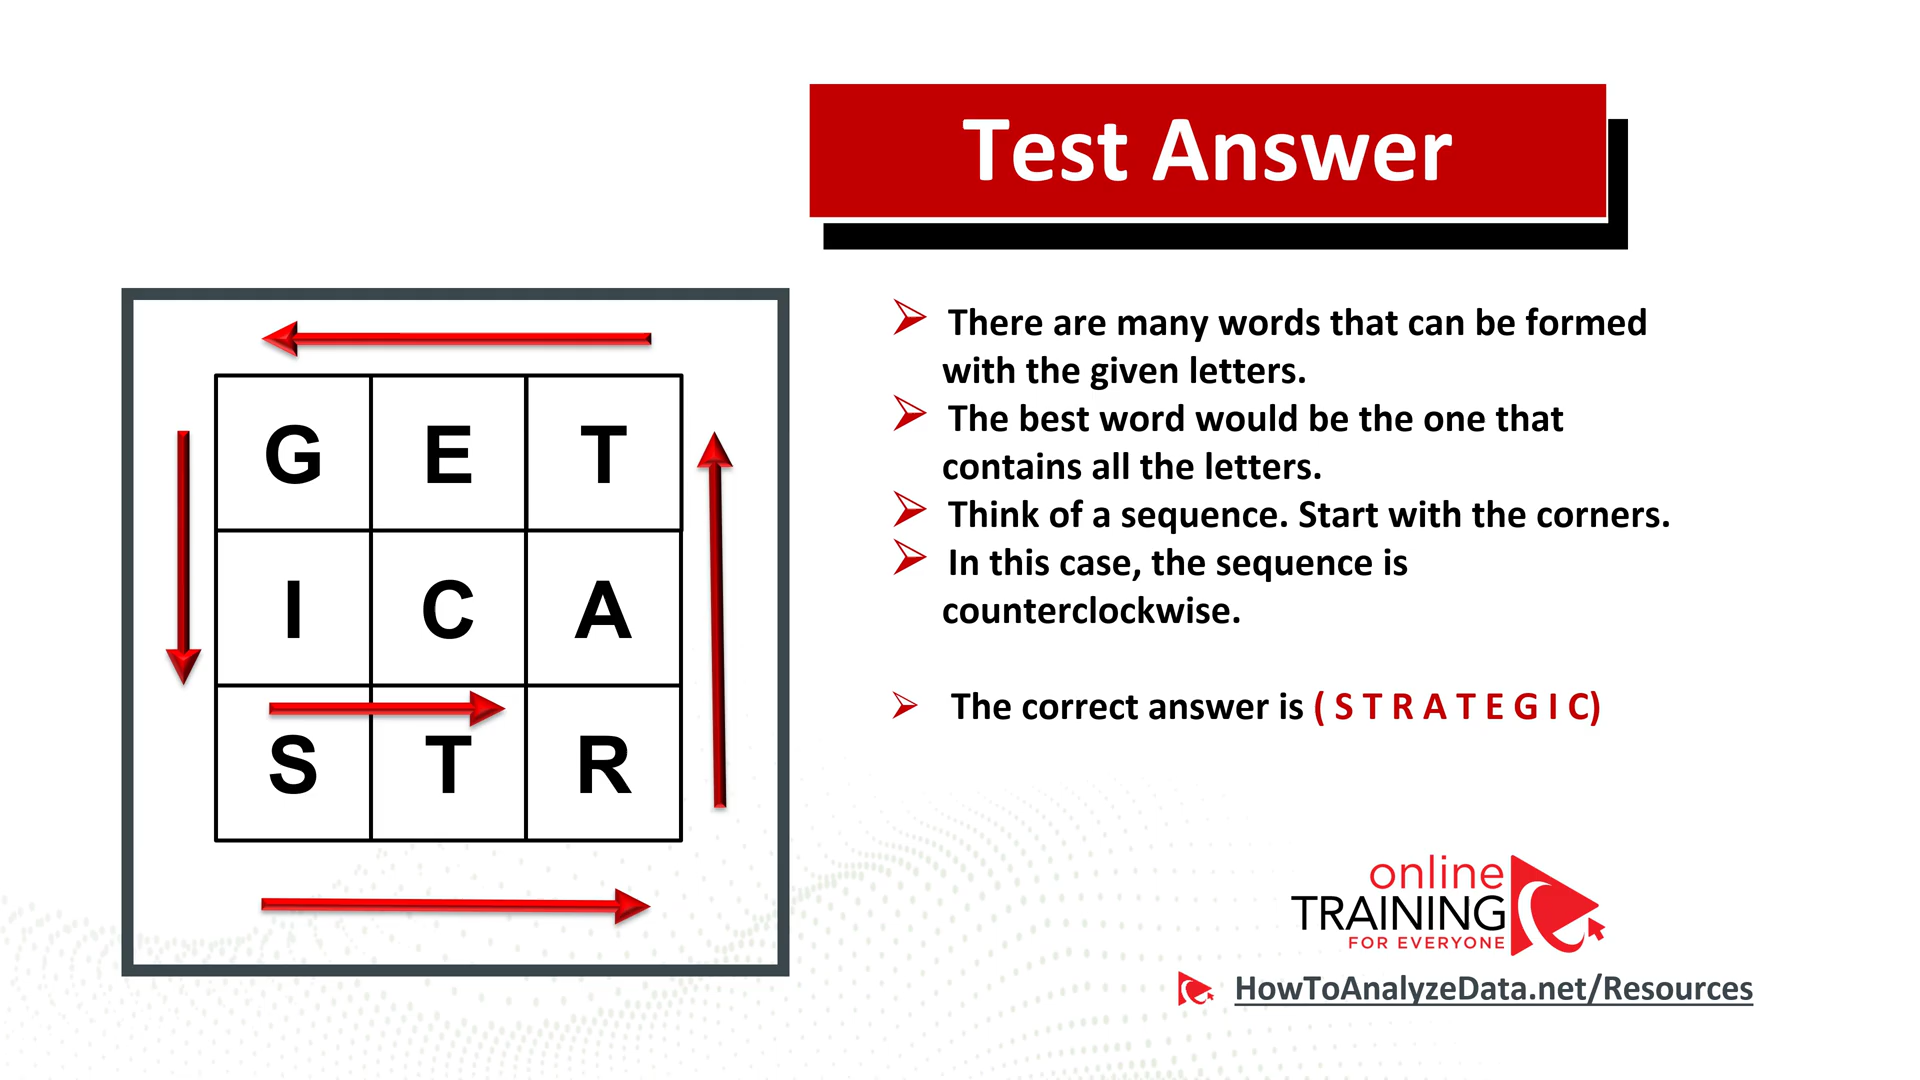 Test Answer
G E T
I C A
S T R
There are many words that can be formed
with the given letters.
The best word would be the one that
contains all the letters.
Think of a sequence. Start with the corners.
In this case, the sequence is
counterclockwise.
The correct answer is ( S T R A T E G I C)
online
TRAINING
FOR EVERYONE
HowToAnalyzeData.net/Resources